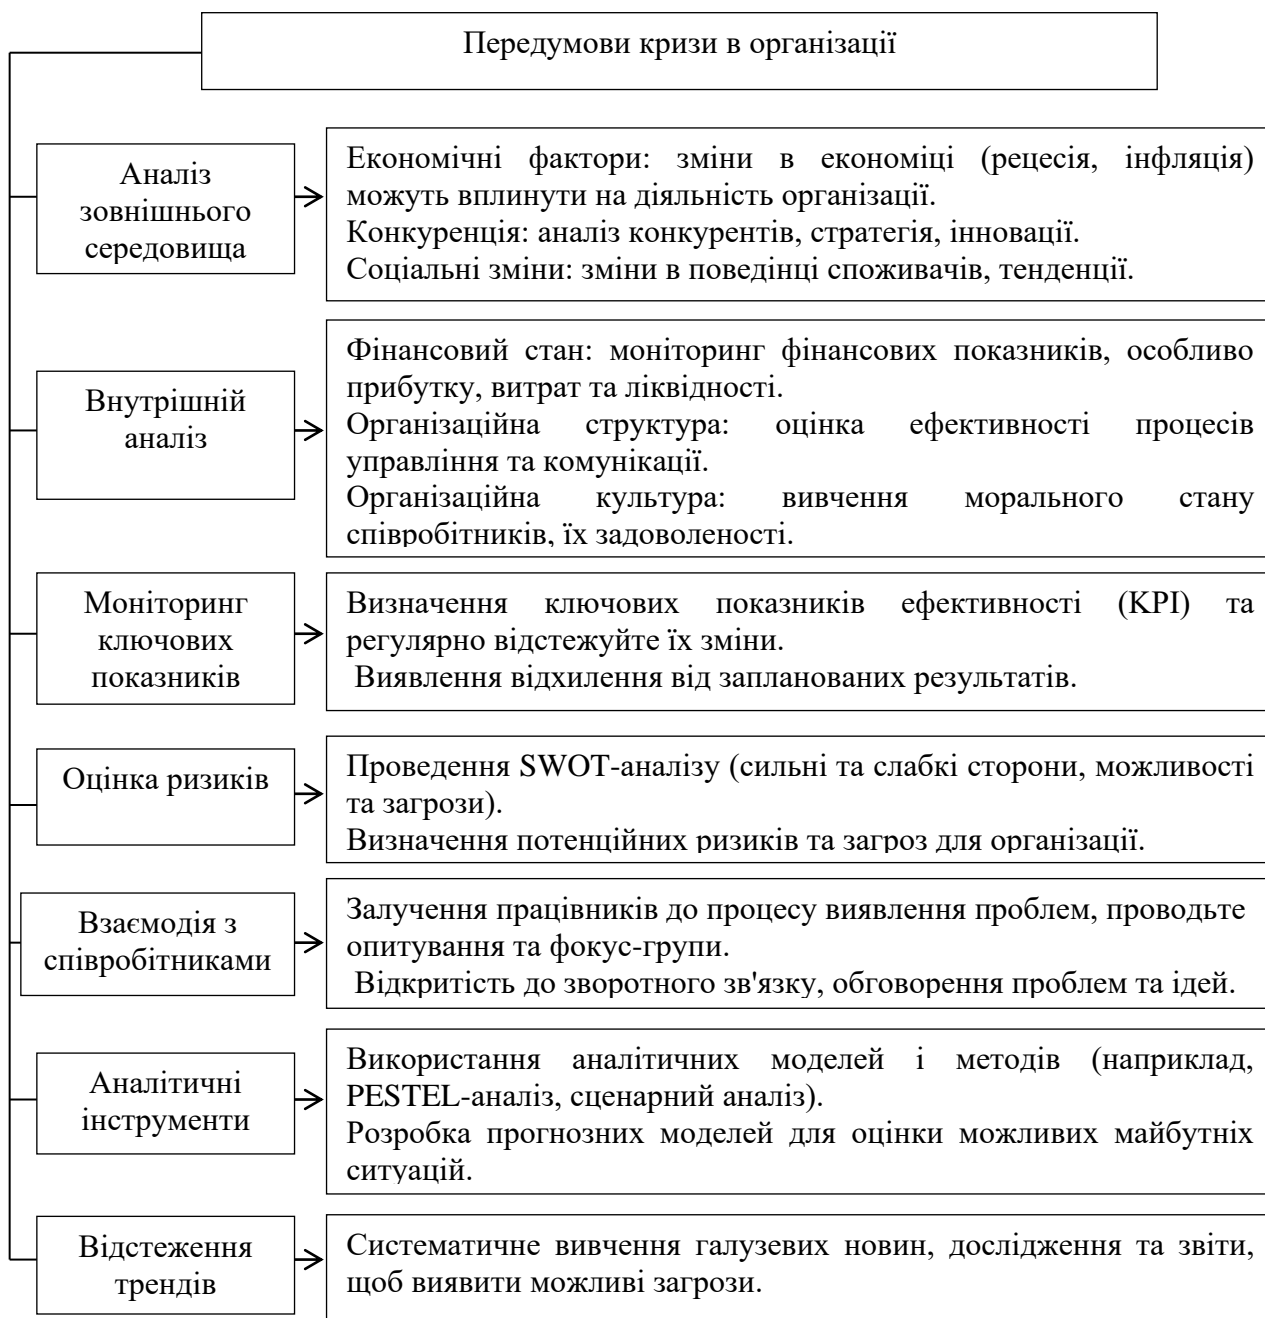 Передумови кризи в організації
Аналіз
зовнішнього
середовища
Економічні фактори: зміни в економіці (рецесія, інфляція)
можуть вплинути на діяльність організації.
Конкуренція: аналіз конкурентів, стратегія, інновації.
Соціальні зміни: зміни в поведінці споживачів, тенденції.
Внутрішній
аналіз
Фінансовий стан: моніторинг фінансових показників, особливо
прибутку, витрат та ліквідності.
Організаційна структура: оцінка ефективності процесів
управління та комунікації.
Організаційна культура: вивчення морального стану
співробітників, їх задоволеності.
Моніторинг
ключових
показників
Визначення ключових показників ефективності (KPI) та
регулярно відстежуйте їх зміни.
Виявлення відхилення від запланованих результатів.
Оцінка ризиків
Проведення SWOT-аналізу (сильні та слабкі сторони, можливості
та загрози).
Визначення потенційних ризиків та загроз для організації.
Взаємодія з
співробітниками
Залучення працівників до процесу виявлення проблем, проводьте
опитування та фокус-групи.
Відкритість до зворотного зв'язку, обговорення проблем та ідей.
Аналітичні
інструменти
Використання аналітичних моделей і методів (наприклад,
PESTEL-аналіз, сценарний аналіз).
Розробка прогнозних моделей для оцінки можливих майбутніх
ситуацій.
Відстеження
трендів
Систематичне вивчення галузевих новин, дослідження та звіти,
щоб виявити можливі загрози.